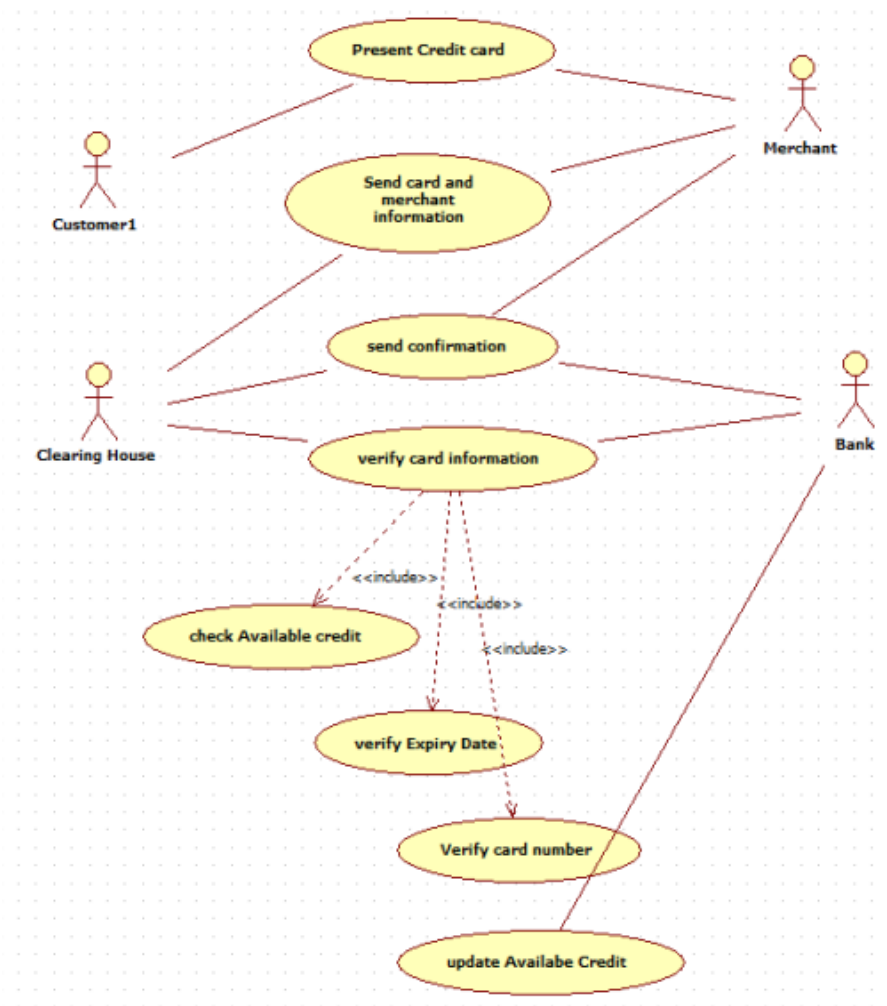 Present Credit card
Merchant
Send card and
merchant
information
Customer1
send confirmation
Bank
Clearing House
verify card information
<<include>>
<<include>>
<<include>>
check Available credit
verify Expiry Date
Verify card number
update Availabe Credit